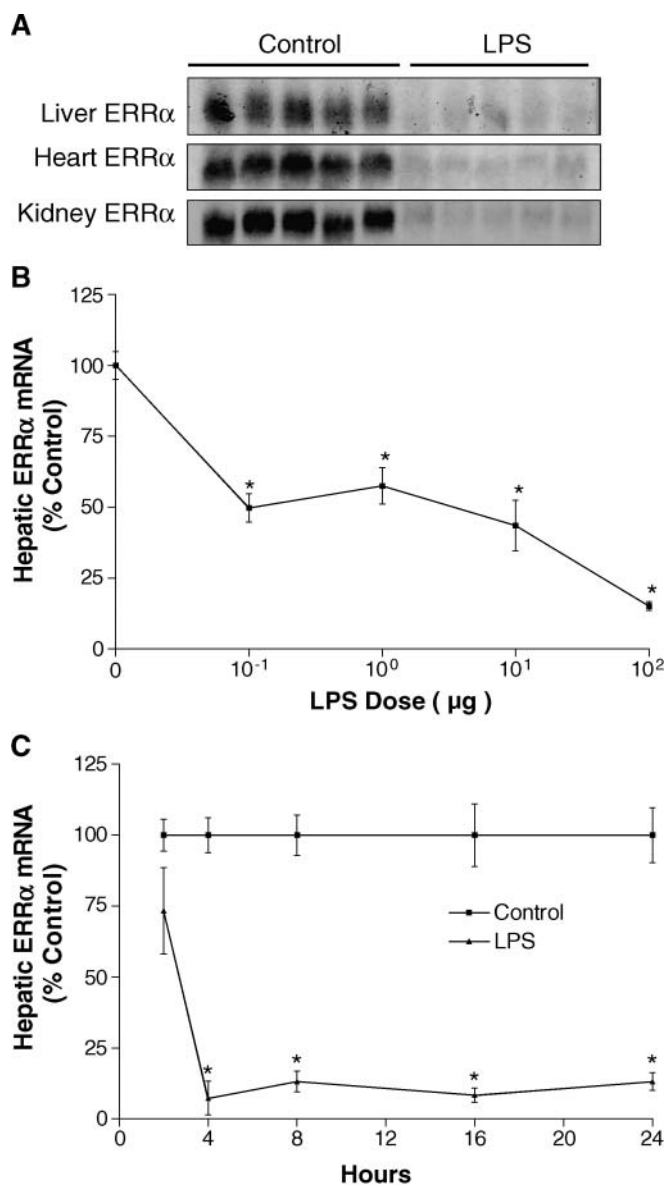 A
Control LPS
Liver ERRα
Heart ERRα
Kidney ERRα
B
Hepatic ERRα mRNA
(% Control)
125
100
75
50
25
0
* * * *
0 10⁻¹ 10⁰ 10¹ 10²
LPS Dose ( µg )
C
Hepatic ERRα mRNA
(% Control)
125
100
75
50
25
0
Control
LPS
* * * *
0 4 8 12 16 20 24
Hours